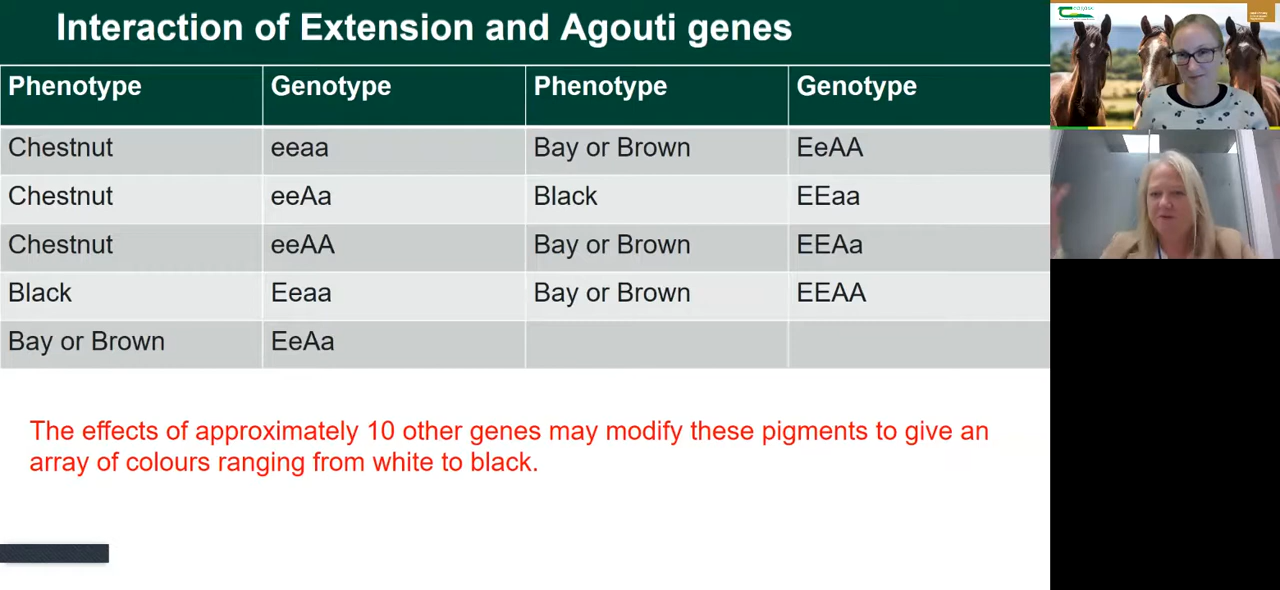 Interaction of Extension and Agouti genes
Phenotype Genotype Phenotype Genotype
Chestnut eeaa Bay or Brown EeAA
Chestnut eeAa Black EEaa
Chestnut eeAA Bay or Brown EEAa
Black Eeaa Bay or Brown EEAA
Bay or Brown EeAa
The effects of approximately 10 other genes may modify these pigments to give an
array of colours ranging from white to black.